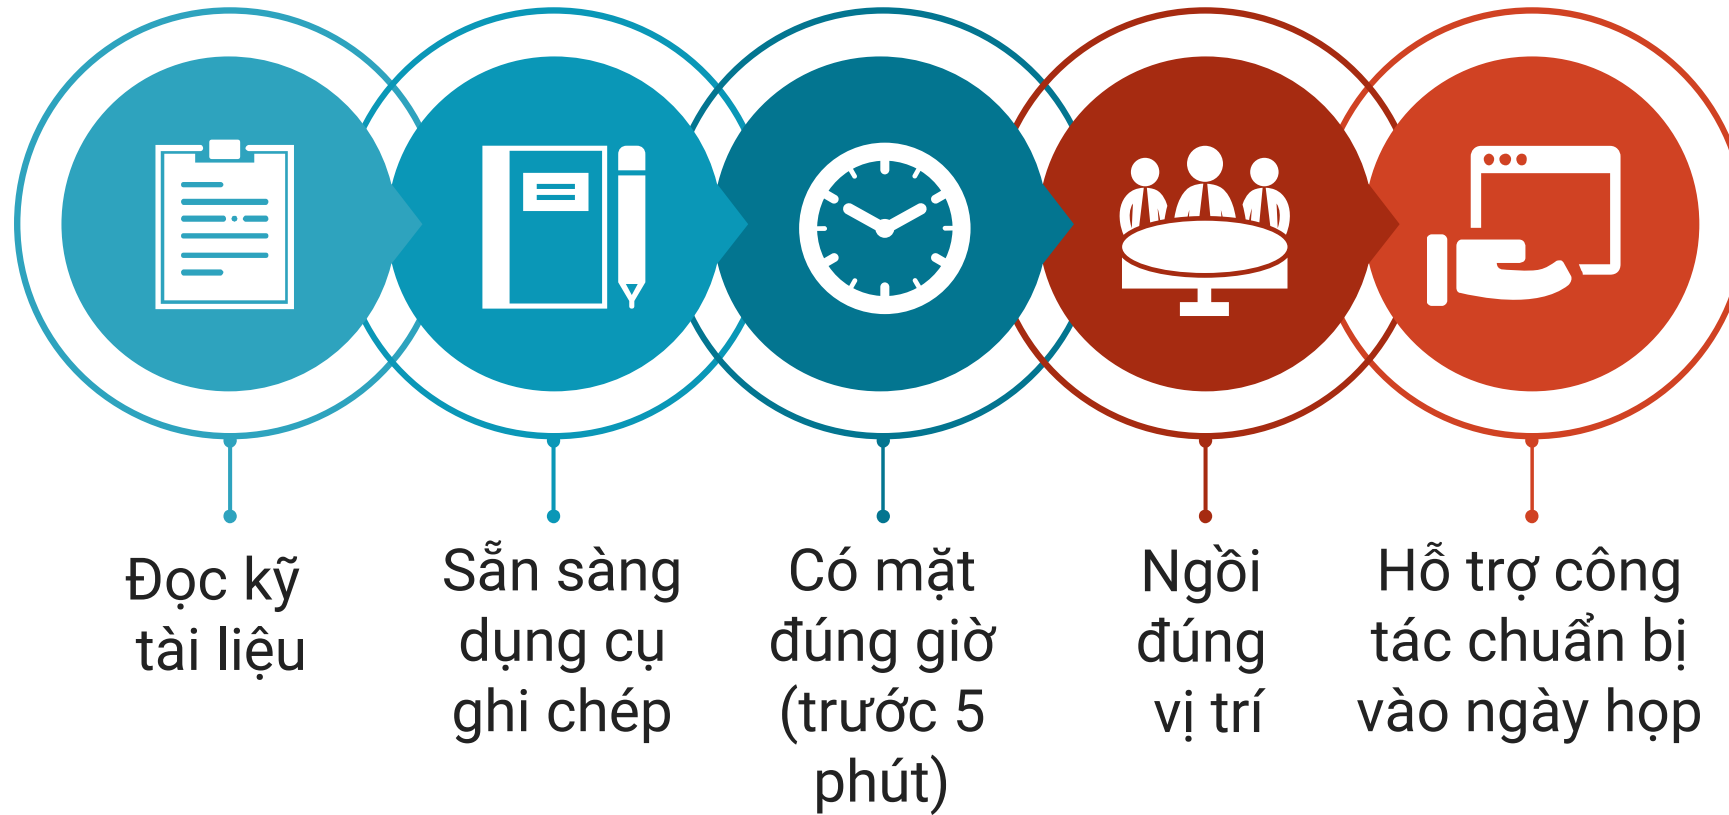 Đọc kỹ
tài liệu
Sẵn sàng
dụng cụ
ghi chép
Có mặt
đúng giờ
(trước 5
phút)
Ngồi
đúng
vị trí
Hỗ trợ công
tác chuẩn bị
vào ngày họp